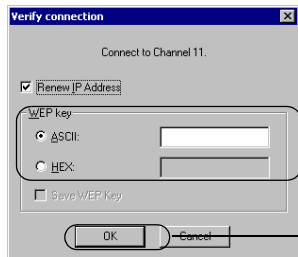 Verify connection
Connect to Channel 11.
Renew IP Address
WEP key
ASCII:
HEX:
Save WEP Key
OK
Cancel